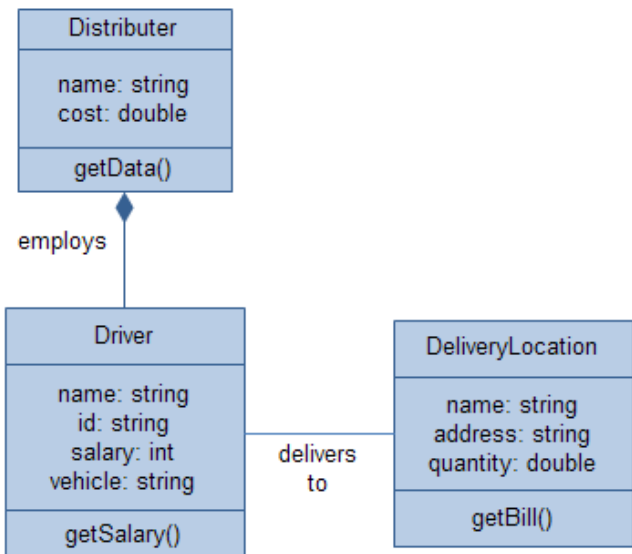 Distributer
name: string
cost: double
getData()
employs
Driver
name: string
id: string
salary: int
vehicle: string
getSalary()
delivers
to
DeliveryLocation
name: string
address: string
quantity: double
getBill()